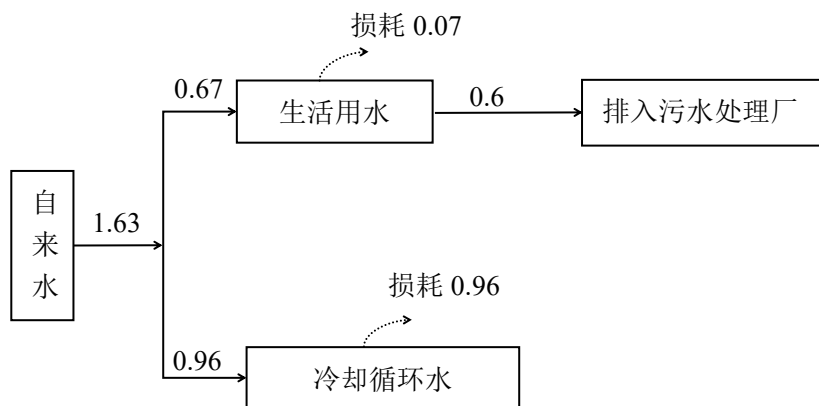 损耗 0.07
0.67
生活用水
0.6
排入污水处理厂
自
来
水
1.63
损耗 0.96
0.96
冷却循环水